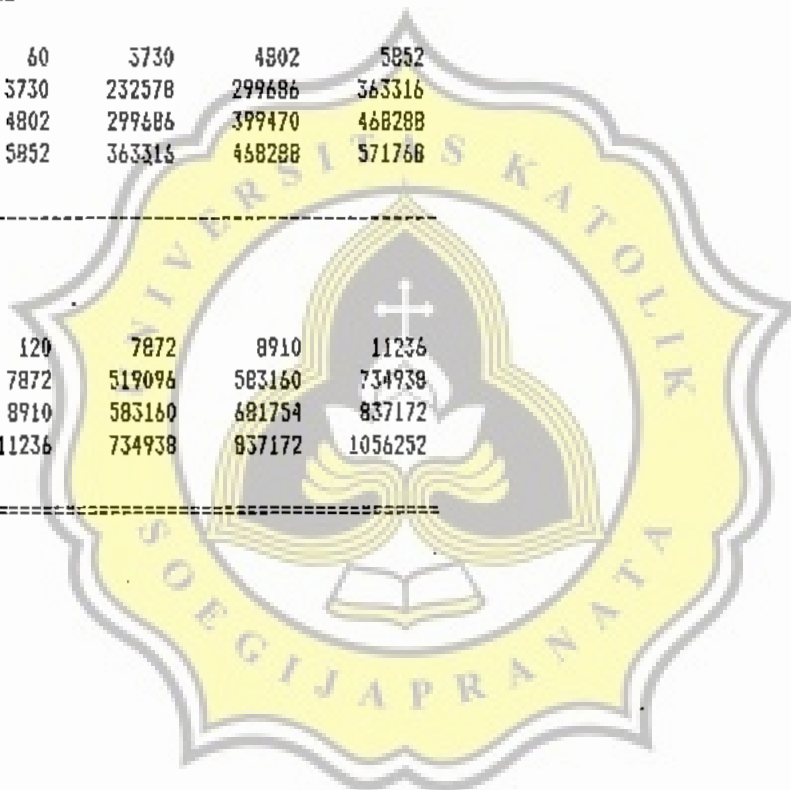 60 3730 4802 5852
3730 232578 299686 363316
4802 299686 399470 468288
5852 363316 468288 571768
120 7872 8910 11236
7872 519096 583160 734938
8910 583160 681754 837172
11236 734938 837172 1056252
UNIVERSITAS KATOLIK
SOEGIJAPRANATA